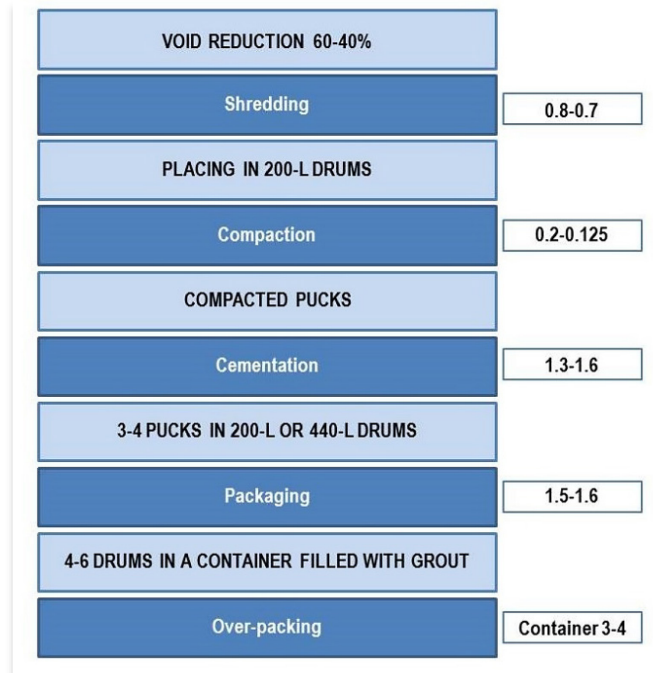 VOID REDUCTION 60-40%
Shredding
0.8-0.7
PLACING IN 200-L DRUMS
Compaction
0.2-0.125
COMPACTED PUCKS
Cementation
1.3-1.6
3-4 PUCKS IN 200-L OR 440-L DRUMS
Packaging
1.5-1.6
4-6 DRUMS IN A CONTAINER FILLED WITH GROUT
Over-packing
Container 3-4